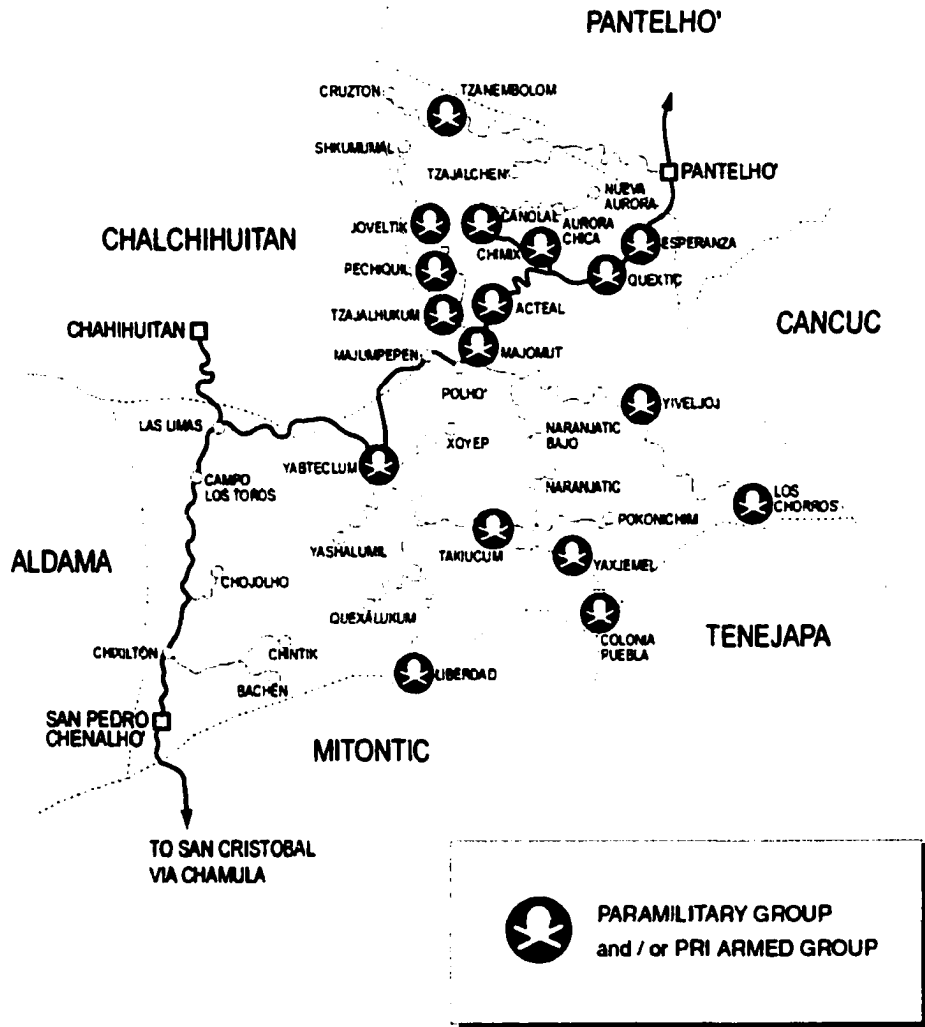 PANTELHO'
CRUZTON
TZANEMBOLOM
SHKUMUMAL
TZAJALCHEN
PANTELHO'
NUEVA
AURORA
JOVELTIK
CANOLAL
AURORA
CHICA
CHALCHIHUITAN
CHIMIX
ESPERANZA
PECHIQUIL
QUEXTIC
TZAJALHUKUM
ACTEAL
CANCUC
CHAHIHUITAN
MAJUMPEPEN
MAJOMUT
POLHO'
YIVELJOJ
LAS LIMAS
XOYEP
NARANJATIC
BAJO
YABTECLUM
CAMPO
LOS TOROS
NARANJATIC
LOS
CHORROS
POKONICHIM
YASHALUMIL
TAKIUCUM
ALDAMA
YAXJEMEL
CHOJOLHO
QUEXALUKUM
COLONIA
PUEBLA
TENEJAPA
CHIXILTON
CHINTIK
LIBERDAD
BACHEN
SAN PEDRO
CHENALHO'
MITONTIC
TO SAN CRISTOBAL
VIA CHAMULA
PARAMILITARY GROUP
and / or PRI ARMED GROUP